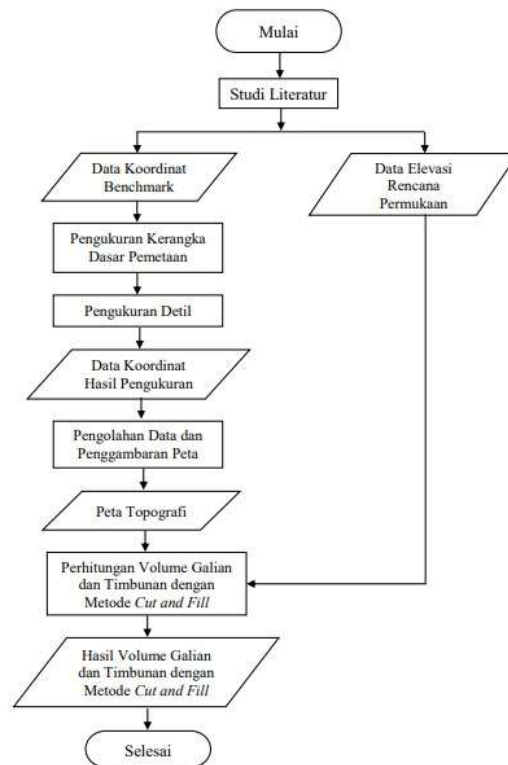 Mulai
Studi Literatur
Data Koordinat
Benchmark
Data Elevasi
Rencana
Permukaan
Pengukuran Kerangka
Dasar Pemetaan
Pengukuran Detil
Data Koordinat
Hasil Pengukuran
Pengolahan Data dan
Penggambaran Peta
Peta Topografi
Perhitungan Volume Galian
dan Timbunan dengan
Metode Cut and Fill
Hasil Volume Galian
dan Timbunan dengan
Metode Cut and Fill
Selesai